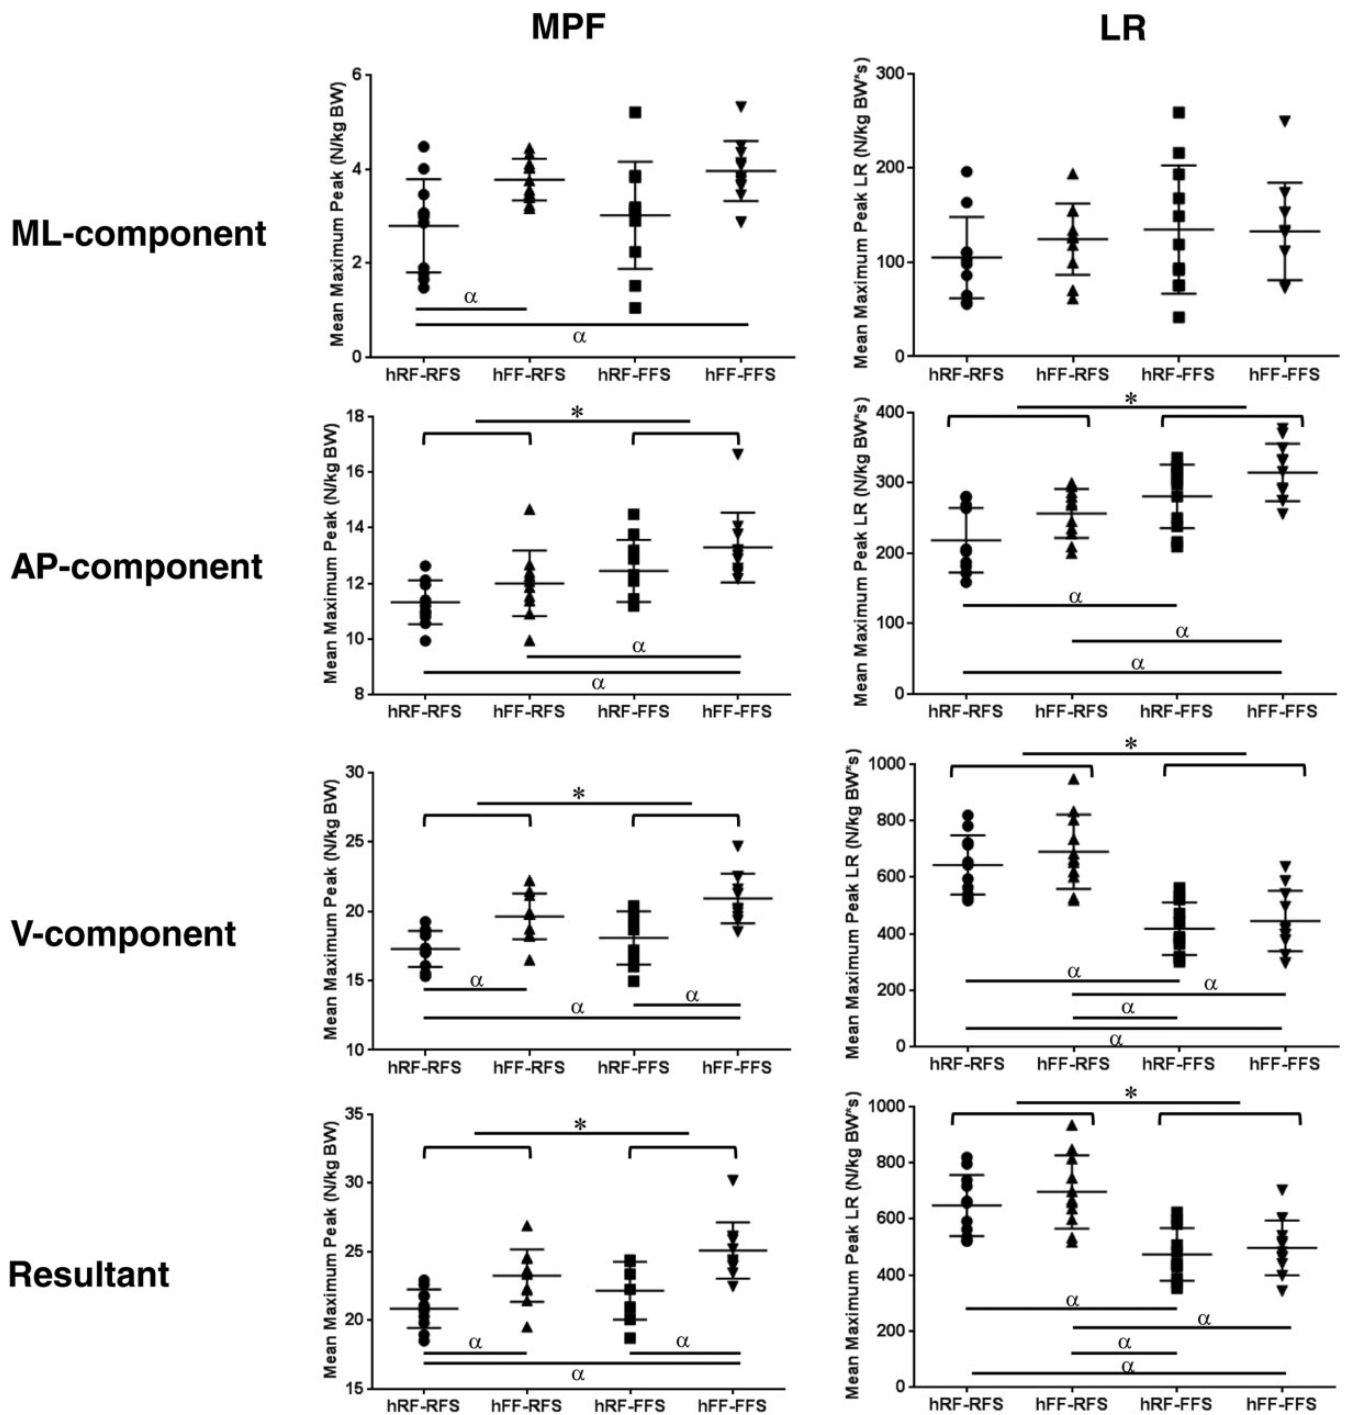 MPF
LR
ML-component
Mean Maximum Peak (N/kg BW)
6
4
2
0
α
α
hRF-RFS hFF-RFS hRF-FFS hFF-FFS
Mean Maximum Peak LR (N/kg BW*s)
300
200
100
0
hRF-RFS hFF-RFS hRF-FFS hFF-FFS
AP-component
Mean Maximum Peak (N/kg BW)
18
16
14
12
10
8
*
α
α
hRF-RFS hFF-RFS hRF-FFS hFF-FFS
Mean Maximum Peak LR (N/kg BW*s)
400
300
200
100
0
*
α
α
α
hRF-RFS hFF-RFS hRF-FFS hFF-FFS
V-component
Mean Maximum Peak (N/kg BW)
30
25
20
15
10
*
α
α
α
hRF-RFS hFF-RFS hRF-FFS hFF-FFS
Mean Maximum Peak LR (N/kg BW*s)
1000
800
600
400
200
0
*
α
α
α
α
hRF-RFS hFF-RFS hRF-FFS hFF-FFS
Resultant
Mean Maximum Peak (N/kg BW)
35
30
25
20
15
*
α
α
α
hRF-RFS hFF-RFS hRF-FFS hFF-FFS
Mean Maximum Peak LR (N/kg BW*s)
1000
800
600
400
200
0
*
α
α
α
α
hRF-RFS hFF-RFS hRF-FFS hFF-FFS